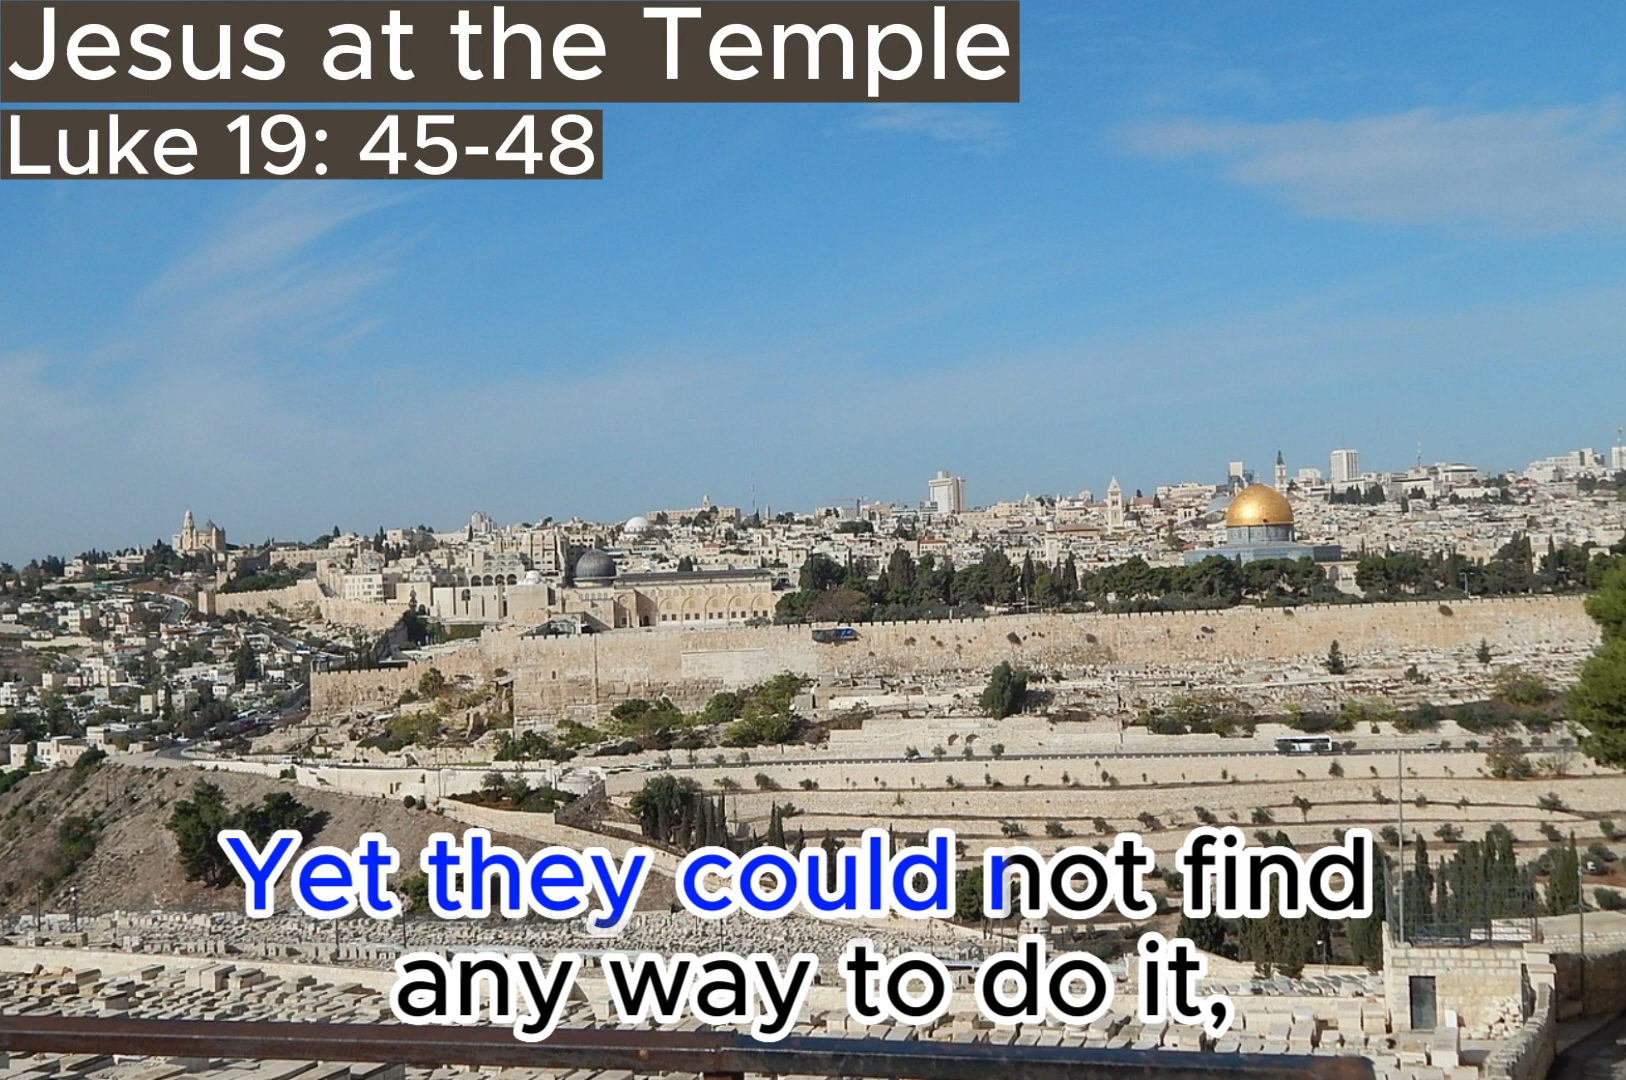 Jesus at the Temple
Luke 19: 45-48
Yet they could not find
any way to do it,